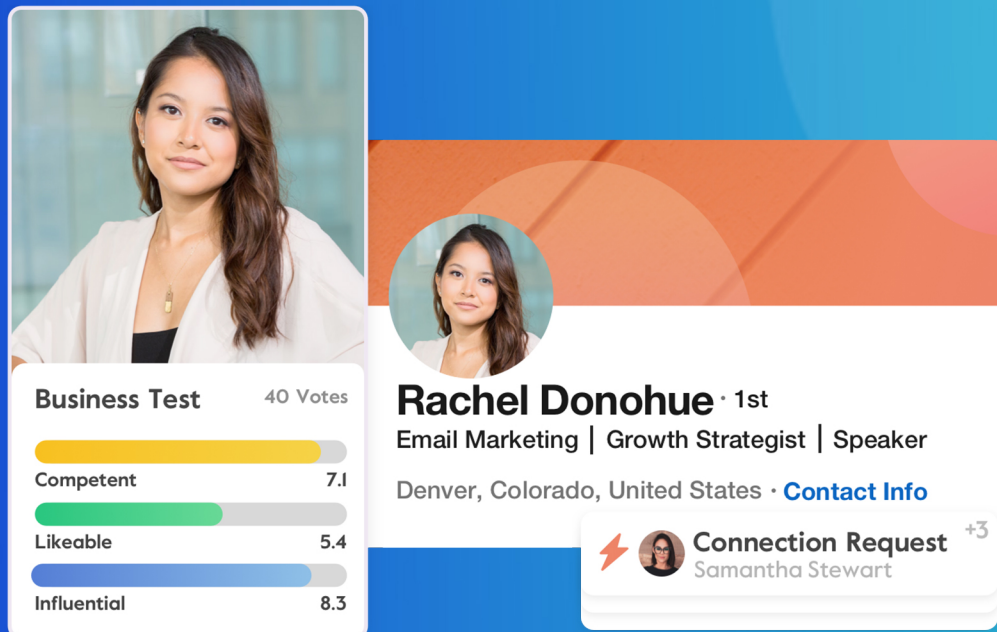 Business Test 40 Votes
Competent 7.1
Likeable 5.4
Influential 8.3
Rachel Donohue · 1st
Email Marketing | Growth Strategist | Speaker
Denver, Colorado, United States · Contact Info
Connection Request +3
Samantha Stewart